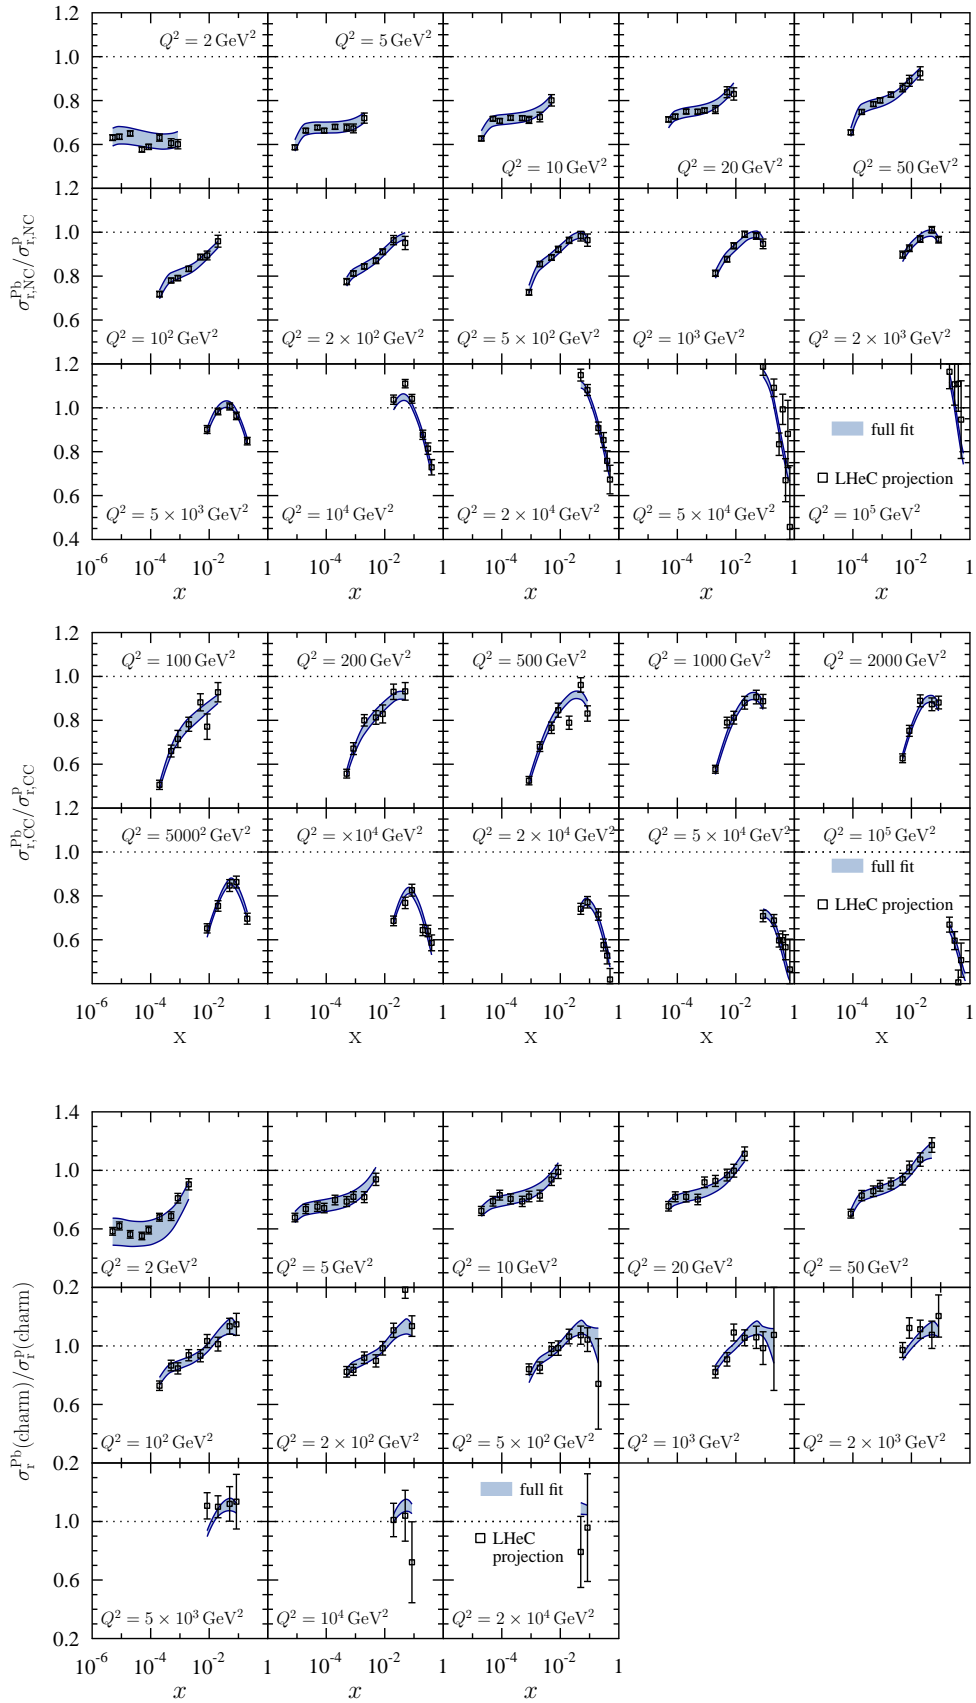 1.2
1.0
0.8
0.6
Q² = 2 GeV²
Q² = 5 GeV²
Q² = 10 GeV²
Q² = 20 GeV²
Q² = 50 GeV²
1.2
1.0
0.8
0.6
σ_{r,NC}^{Pb}/σ_{r,NC}^{p}
Q² = 10² GeV²
Q² = 2 × 10² GeV²
Q² = 5 × 10² GeV²
Q² = 10³ GeV²
Q² = 2 × 10³ GeV²
1.2
1.0
0.8
0.6
0.4
full fit
LHeC projection
Q² = 5 × 10³ GeV²
Q² = 10⁴ GeV²
Q² = 2 × 10⁴ GeV²
Q² = 5 × 10⁴ GeV²
Q² = 10⁵ GeV²
10⁻⁶ 10⁻⁴ 10⁻² 1 10⁻⁴ 10⁻² 1 10⁻⁴ 10⁻² 1 10⁻⁴ 10⁻² 1 10⁻⁴ 10⁻² 1
x x x x x
1.2
1.0
0.8
0.6
Q² = 100 GeV²
Q² = 200 GeV²
Q² = 500 GeV²
Q² = 1000 GeV²
Q² = 2000 GeV²
σ_{r,CC}^{Pb}/σ_{r,CC}^{p}
1.2
1.0
0.8
0.6
Q² = 5000² GeV²
Q² = ×10⁴ GeV²
Q² = 2 × 10⁴ GeV²
Q² = 5 × 10⁴ GeV²
Q² = 10⁵ GeV²
full fit
LHeC projection
10⁻⁶ 10⁻⁴ 10⁻² 1 10⁻⁴ 10⁻² 1 10⁻⁴ 10⁻² 1 10⁻⁴ 10⁻² 1 10⁻⁴ 10⁻² 1
x x x x x
1.4
1.0
0.6
0.2
Q² = 2 GeV²
Q² = 5 GeV²
Q² = 10 GeV²
Q² = 20 GeV²
Q² = 50 GeV²
σ_{r}^{Pb}(charm)/σ_{r}^{p}(charm)
1.0
0.6
0.2
Q² = 10² GeV²
Q² = 2 × 10² GeV²
Q² = 5 × 10² GeV²
Q² = 10³ GeV²
Q² = 2 × 10³ GeV²
1.0
0.6
0.2
full fit
LHeC
projection
Q² = 5 × 10³ GeV²
Q² = 10⁴ GeV²
Q² = 2 × 10⁴ GeV²
10⁻⁶ 10⁻⁴ 10⁻² 1 10⁻⁴ 10⁻² 1 10⁻⁴ 10⁻² 1
x x x